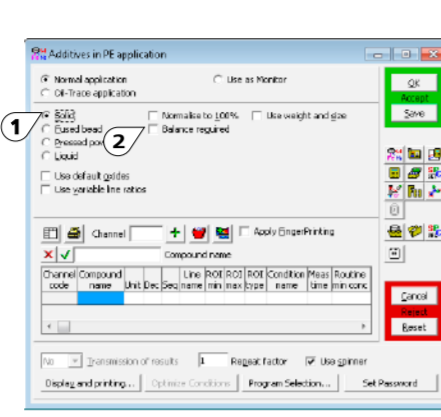 Additives in PE application
Normal application
Use as Monitor
Oil-Trace application
OK
Accept
Save
1
Solid
Normalise to 100%
Use weight and size
Fused bead
2
Balance required
Pressed pow
Liquid
Use default oxides
Use variable line ratios
Channel
Apply FingerPrinting
Compound name
Channel code
Compound name
Unit
Dec
Seq
Line name
ROI min
ROI max
ROI type
Condition name
Meas time
Routine min conc
Cancel
Reject
Reset
No
Transmission of results
1
Repeat factor
Use spinner
Display and printing...
Optimize Conditions
Program Selection...
Set Password